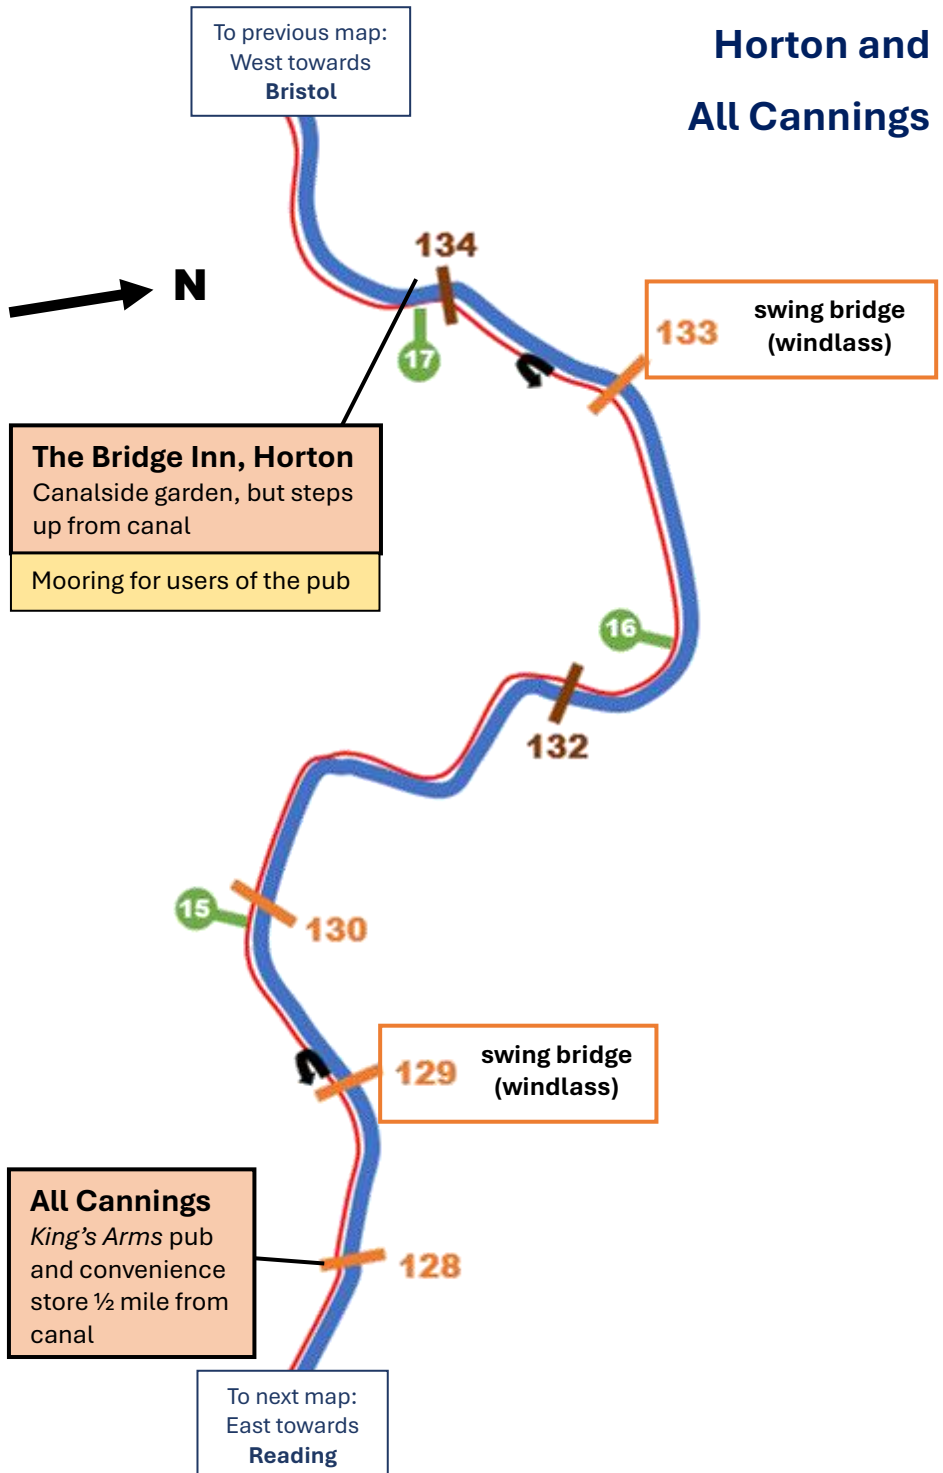 To previous map:
West towards
Bristol
Horton and
All Cannings
134
N
133
swing bridge
(windlass)
17
The Bridge Inn, Horton
Canalside garden, but steps
up from canal
Mooring for users of the pub
16
132
15
130
129
swing bridge
(windlass)
All Cannings
King’s Arms pub
and convenience
store ½ mile from
canal
128
To next map:
East towards
Reading